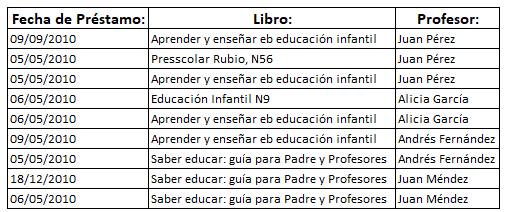 Fecha de Préstamo: Libro: Profesor:
09/09/2010 Aprender y enseñar eb educación infantil Juan Pérez
05/05/2010 Presscolar Rubio, N56 Juan Pérez
05/05/2010 Aprender y enseñar eb educación infantil Juan Pérez
06/05/2010 Educación Infantil N9 Alicia García
06/05/2010 Aprender y enseñar eb educación infantil Alicia García
09/05/2010 Aprender y enseñar eb educación infantil Andrés Fernández
05/05/2010 Saber educar: guía para Padre y Profesores Andrés Fernández
18/12/2010 Saber educar: guía para Padre y Profesores Juan Méndez
06/05/2010 Saber educar: guía para Padre y Profesores Juan Méndez